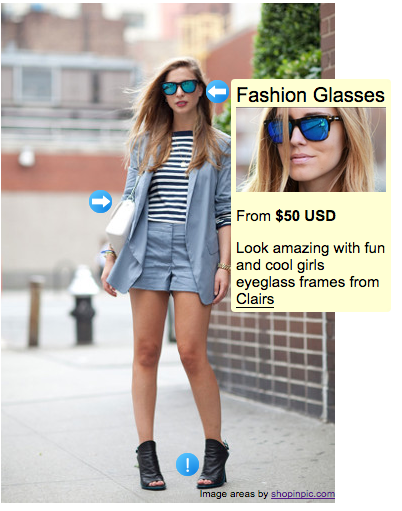 Fashion Glasses
From $50 USD
Look amazing with fun
and cool girls
eyeglass frames from
Clairs
Image areas by shopinpic.com